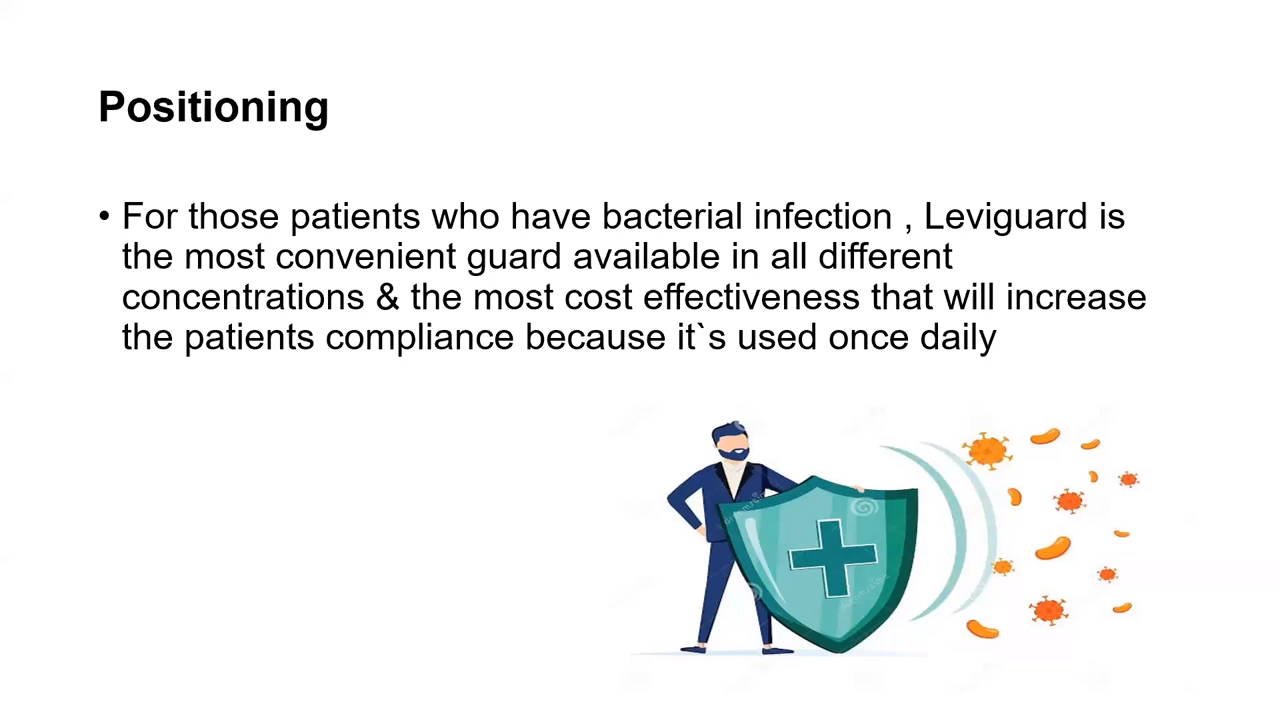 Positioning
• For those patients who have bacterial infection , Leviguard is
the most convenient guard available in all different
concentrations & the most cost effectiveness that will increase
the patients compliance because it`s used once daily